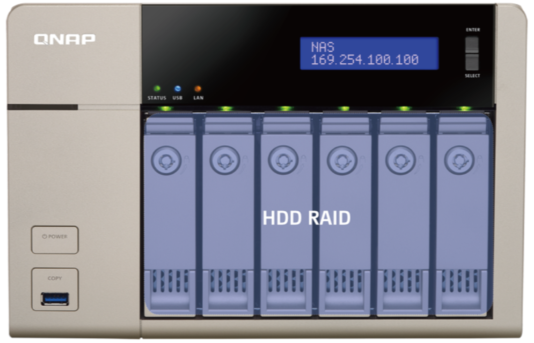 QNAP
NAS
169.254.100.100
ENTER
SELECT
STATUS USB LAN
HDD RAID
POWER
COPY